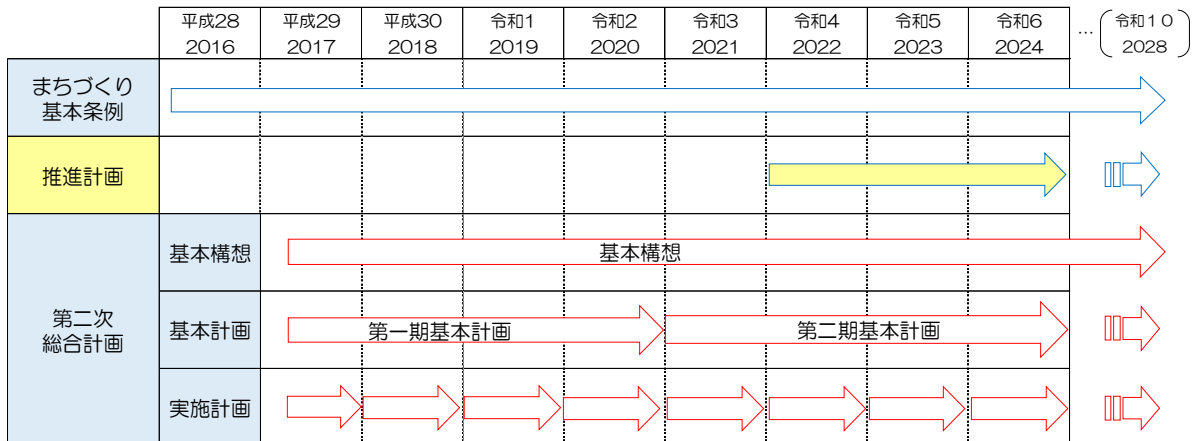 平成28 平成29 平成30 令和1 令和2 令和3 令和4 令和5 令和6 … 令和１０
2016 2017 2018 2019 2020 2021 2022 2023 2024 2028
まちづくり
基本条例
推進計画
第二次
総合計画
基本構想 基本構想
基本計画 第一期基本計画 第二期基本計画
実施計画